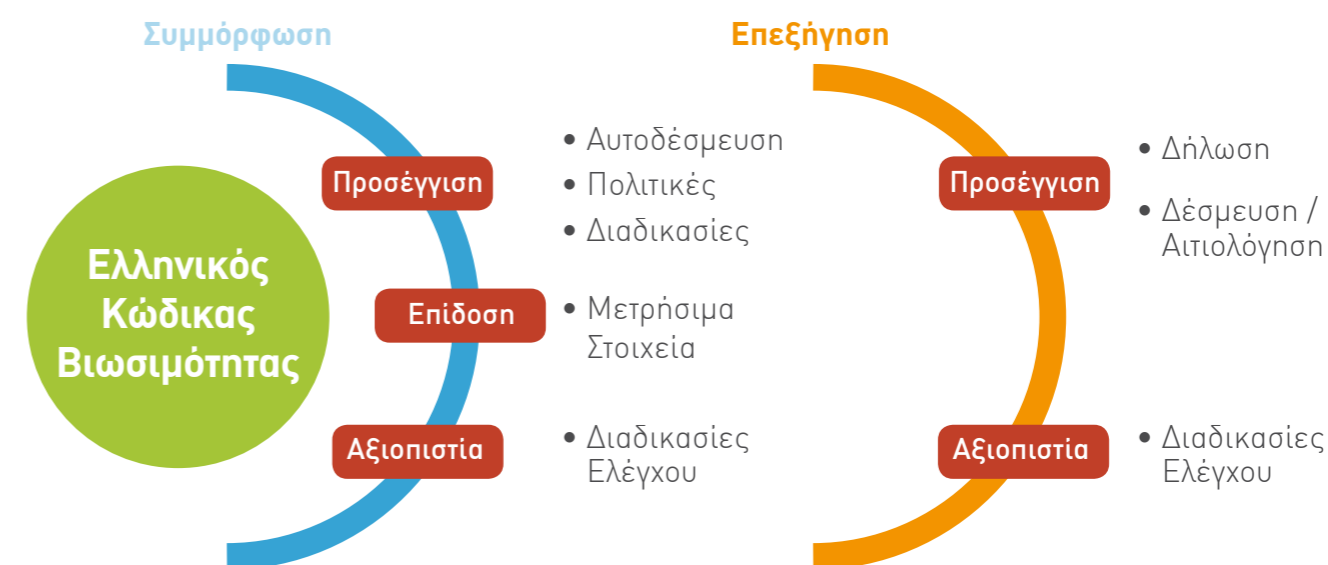 Συμμόρφωση
Ελληνικός
Κώδικας
Βιωσιμότητας
Προσέγγιση
• Αυτοδέσμευση
• Πολιτικές
• Διαδικασίες
Επίδοση
• Μετρήσιμα
Στοιχεία
Αξιοπιστία
• Διαδικασίες
Ελέγχου
Επεξήγηση
Προσέγγιση
• Δήλωση
• Δέσμευση /
Αιτιολόγηση
Αξιοπιστία
• Διαδικασίες
Ελέγχου